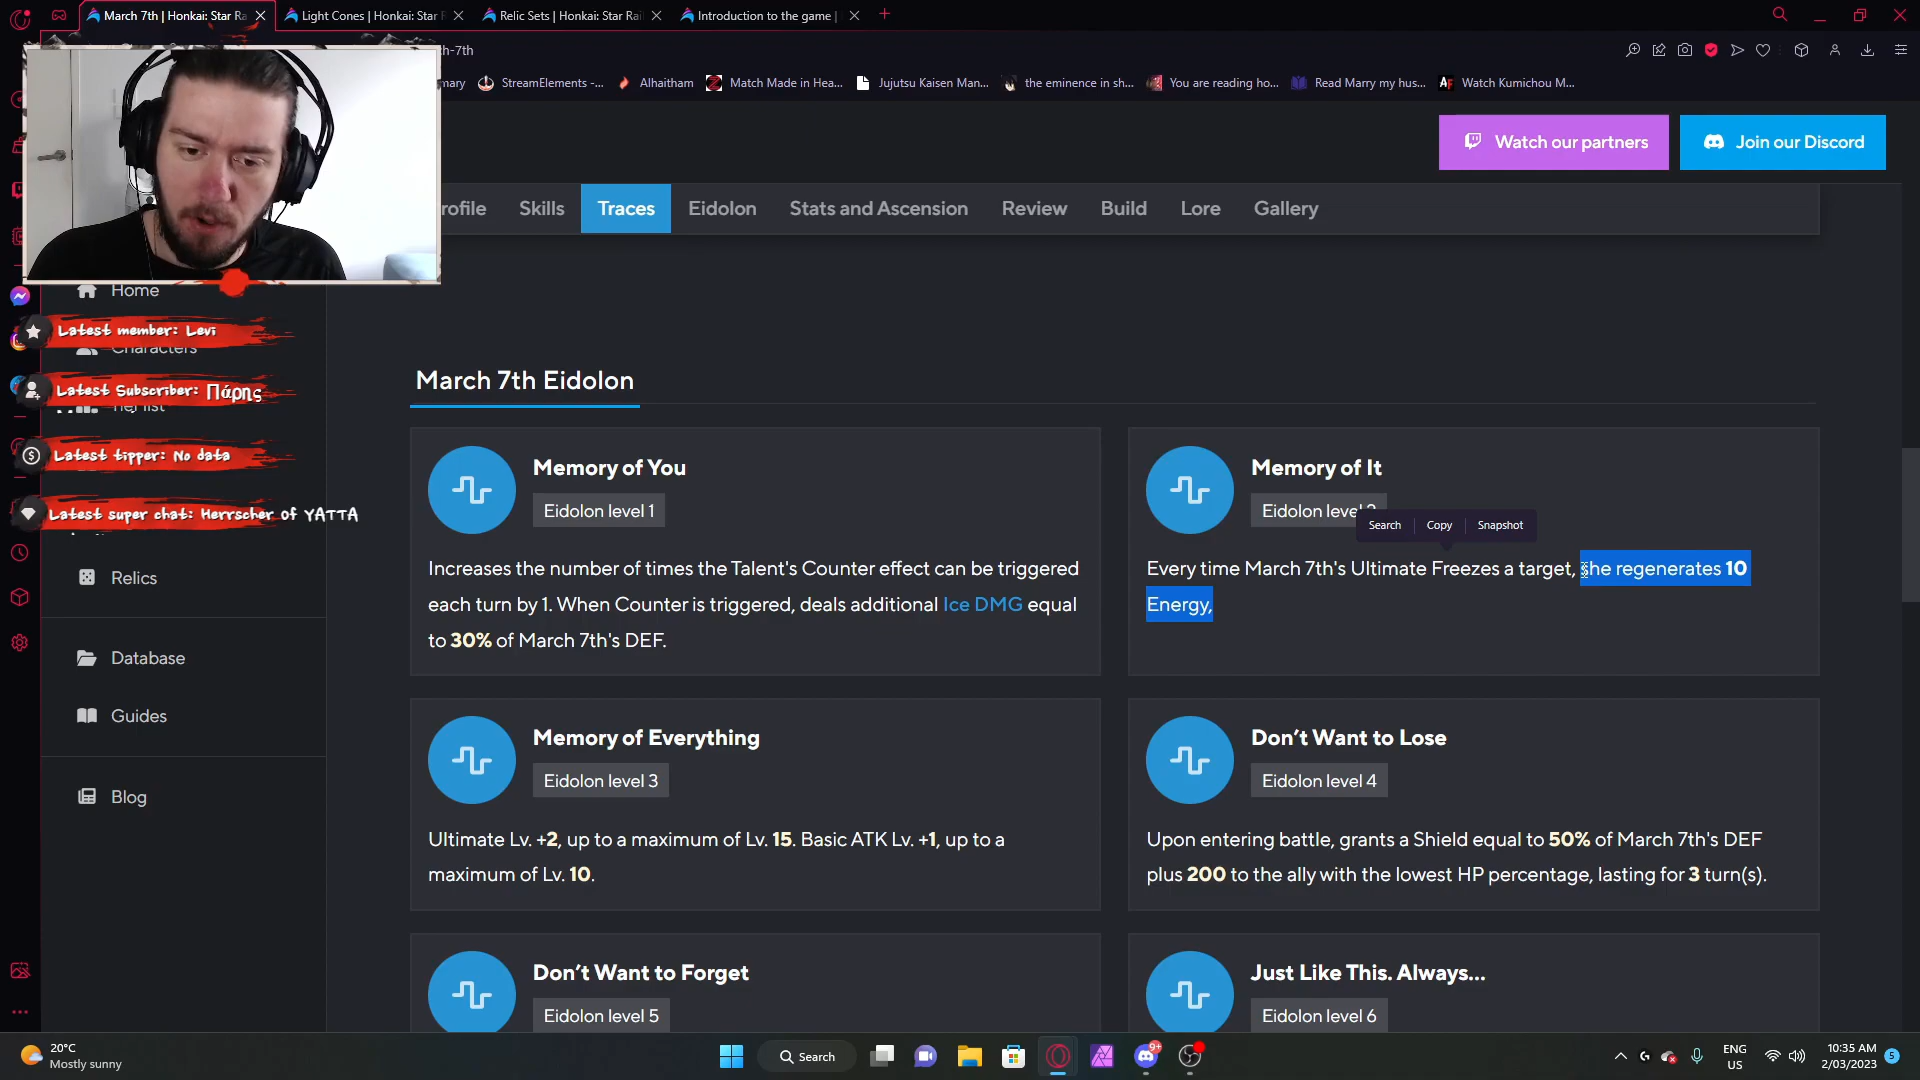 March 7th | Honkai: Star Ra
Light Cones | Honkai: Star R
Relic Sets | Honkai: Star Rai
Introduction to the game |
ch-7th
mary
StreamElements -...
Alhaitham
Match Made in Hea...
Jujutsu Kaisen Man...
the eminence in sh...
You are reading ho...
Read Marry my hus...
Watch Kumichou M...
Watch our partners
Join our Discord
rofile
Skills
Traces
Eidolon
Stats and Ascension
Review
Build
Lore
Gallery
Home
Latest member: Levi
Characters
Latest Subscriber: Πάρης
Tier list
Latest tipper: No data
Latest super chat: Herrscher of YATTA
Relics
Database
Guides
Blog
March 7th Eidolon
Memory of You
Eidolon level 1
Increases the number of times the Talent's Counter effect can be triggered
each turn by 1. When Counter is triggered, deals additional Ice DMG equal
to 30% of March 7th's DEF.
Memory of It
Eidolon level 2
Search
Copy
Snapshot
Every time March 7th's Ultimate Freezes a target, she regenerates 10
Energy,
Memory of Everything
Eidolon level 3
Ultimate Lv. +2, up to a maximum of Lv. 15. Basic ATK Lv. +1, up to a
maximum of Lv. 10.
Don't Want to Lose
Eidolon level 4
Upon entering battle, grants a Shield equal to 50% of March 7th's DEF
plus 200 to the ally with the lowest HP percentage, lasting for 3 turn(s).
Don't Want to Forget
Eidolon level 5
Just Like This. Always...
Eidolon level 6
20°C
Mostly sunny
Search
9+
ENG
US
10:35 AM
2/03/2023
5